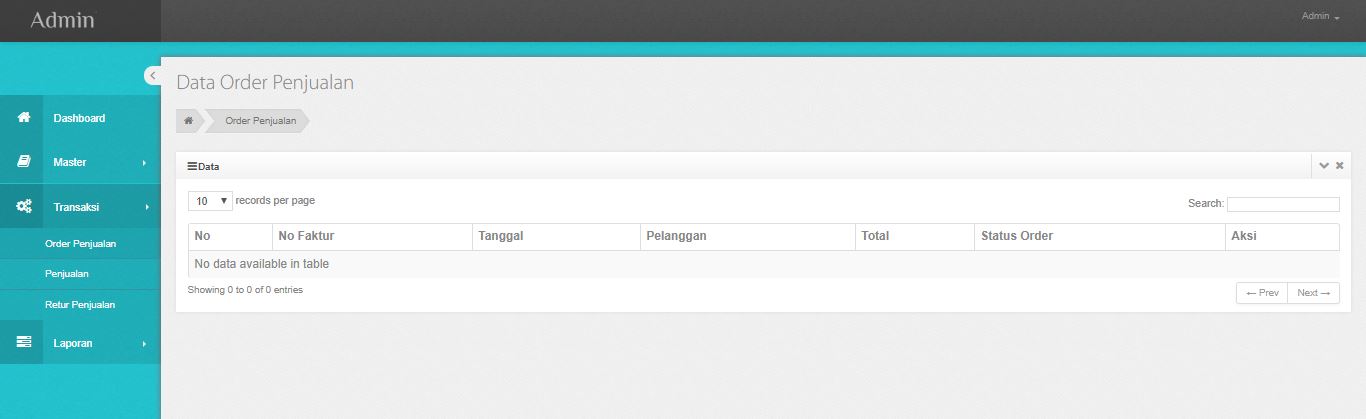 Admin
Admin
Data Order Penjualan
Order Penjualan
Dashboard
Master
Transaksi
Order Penjualan
Penjualan
Retur Penjualan
Laporan
Data
10 records per page
Search:
No No Faktur Tanggal Pelanggan Total Status Order Aksi
No data available in table
Showing 0 to 0 of 0 entries
← Prev Next →